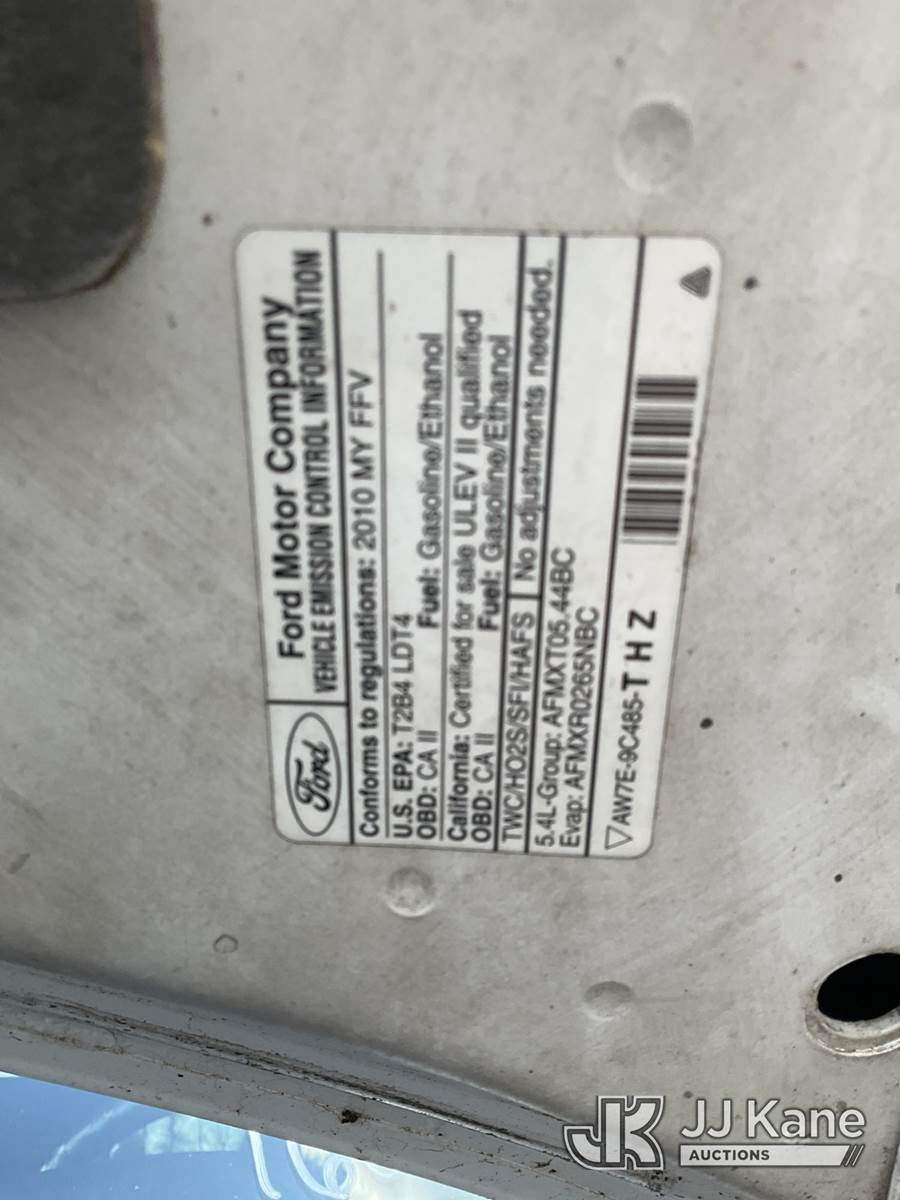 Ford
Ford Motor Company
VEHICLE EMISSION CONTROL INFORMATION
Conforms to regulations: 2010 MY FFV
U.S. EPA: T2B4 LDT4
OBD: CA II Fuel: Gasoline/Ethanol
California: Certified for sale ULEV II qualified
OBD: CA II Fuel: Gasoline/Ethanol
TWC/HO2S/SFI/HAFS No adjustments needed.
5.4L-Group: AFMXT05.44BC
Evap: AFMXR0265NBC
AW7E-9C485-T H Z
JK JJ Kane
AUCTIONS